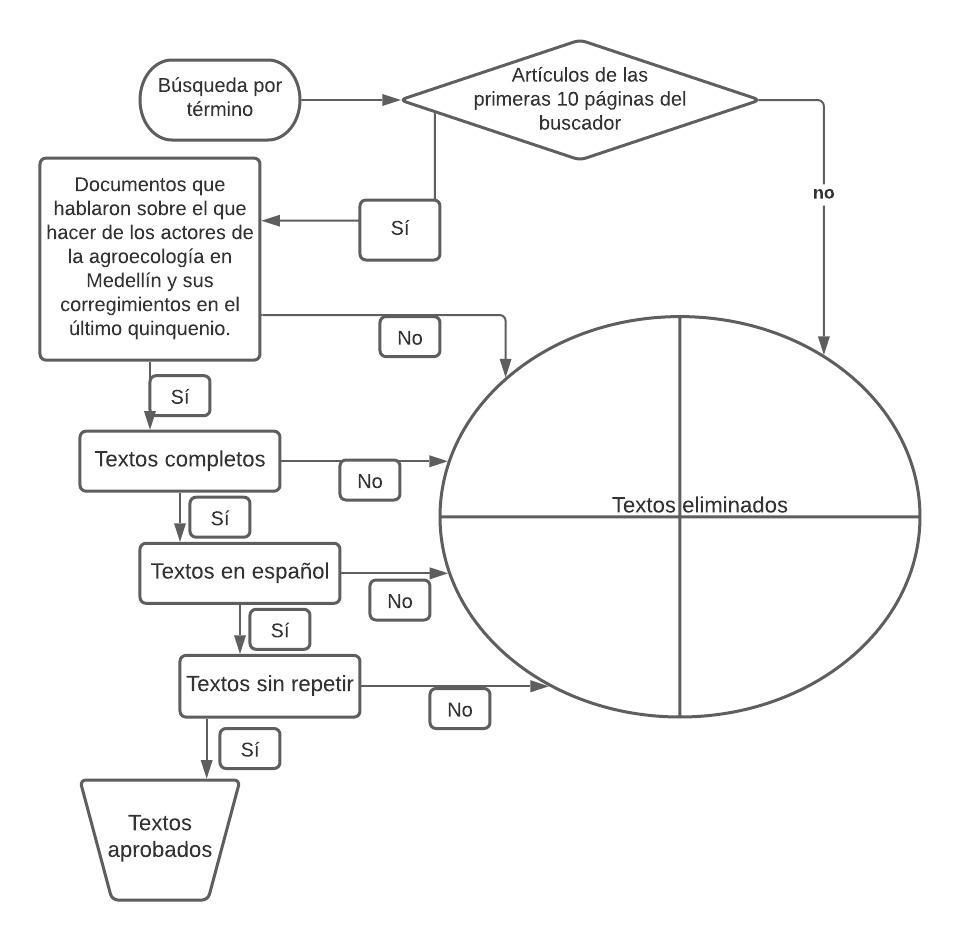 Búsqueda por
término
Artículos de las
primeras 10 páginas del
buscador
no
Sí
Documentos que
hablaron sobre el que
hacer de los actores de
la agroecología en
Medellín y sus
corregimientos en el
último quinquenio.
No
Sí
Textos completos
No
Textos eliminados
Sí
Textos en español
No
Sí
Textos sin repetir
No
Sí
Textos
aprobados